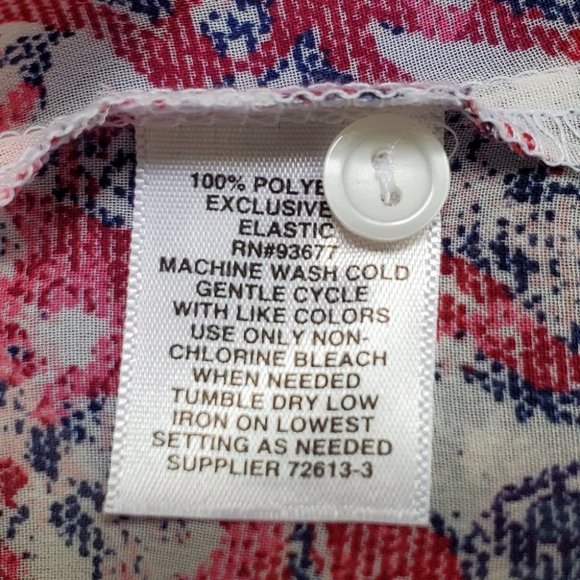 100% POLYE
EXCLUSIVE
ELASTIC
RN#93677
MACHINE WASH COLD
GENTLE CYCLE
WITH LIKE COLORS
USE ONLY NON-
CHLORINE BLEACH
WHEN NEEDED
TUMBLE DRY LOW
IRON ON LOWEST
SETTING AS NEEDED
SUPPLIER 72613-3